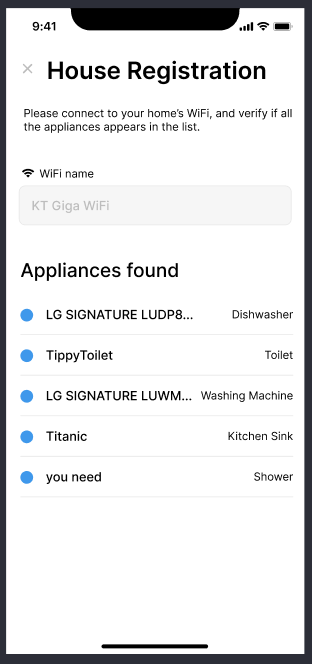 9:41
House Registration
Please connect to your home's WiFi, and verify if all
the appliances appears in the list.
WiFi name
KT Giga WiFi
Appliances found
LG SIGNATURE LUDP8... Dishwasher
TippyToilet Toilet
LG SIGNATURE LUWM... Washing Machine
Titanic Kitchen Sink
you need Shower